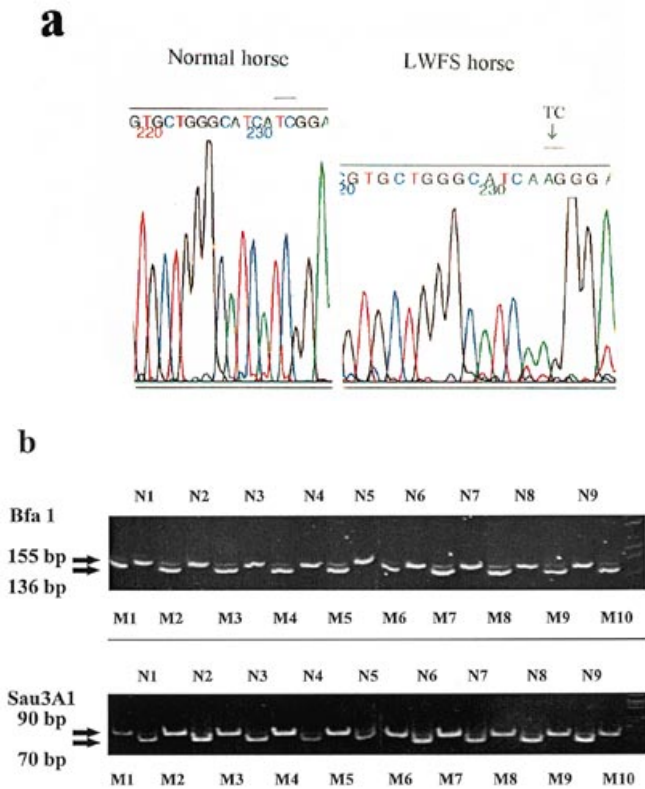 a
Normal horse
LWFS horse
TC
GTGCTGGGCATCATCGGA
220 230
CGTGCTGGGCATCAAGGGA
20 230
b
N1 N2 N3 N4 N5 N6 N7 N8 N9
Bfa 1
155 bp
136 bp
M1 M2 M3 M4 M5 M6 M7 M8 M9 M10
N1 N2 N3 N4 N5 N6 N7 N8 N9
Sau3A1
90 bp
70 bp
M1 M2 M3 M4 M5 M6 M7 M8 M9 M10